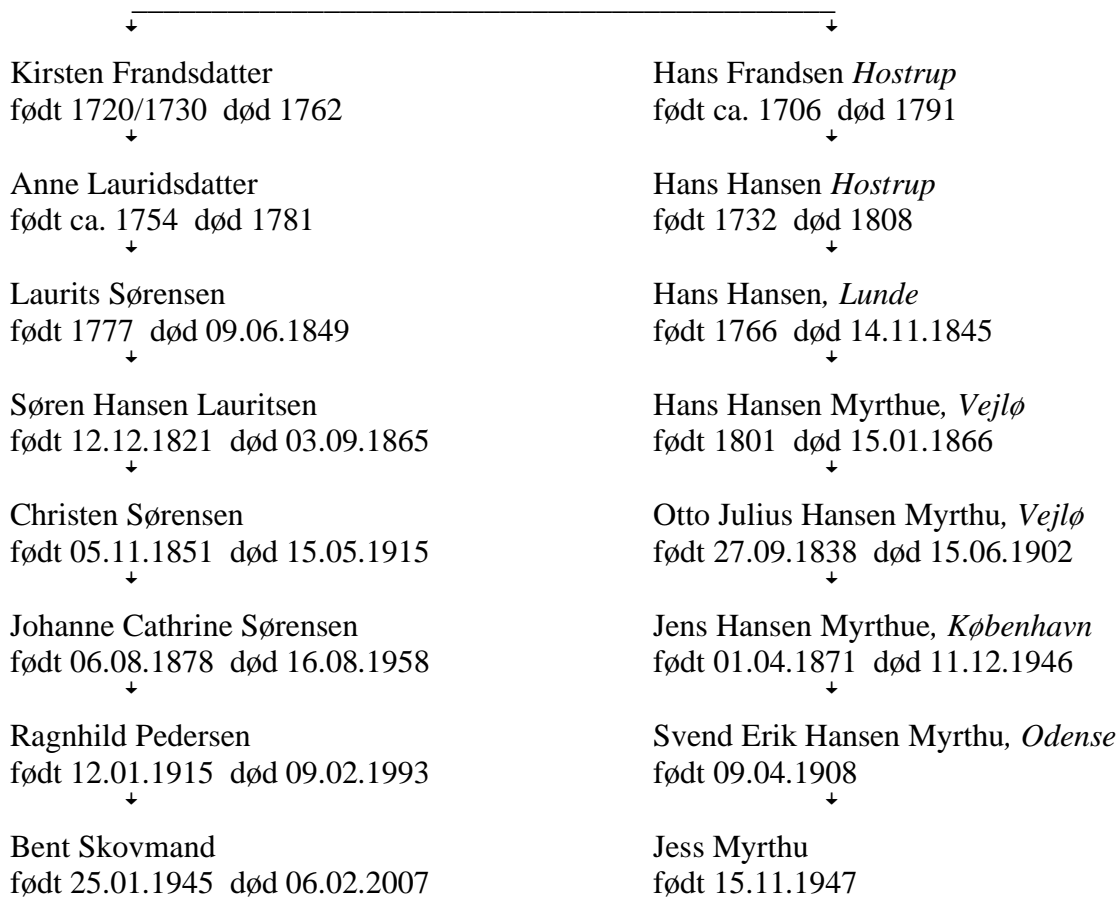 Kirsten Frandsdatter
født 1720/1730 død 1762
Anne Lauridsdatter
født ca. 1754 død 1781
Laurits Sørensen
født 1777 død 09.06.1849
Søren Hansen Lauritsen
født 12.12.1821 død 03.09.1865
Christen Sørensen
født 05.11.1851 død 15.05.1915
Johanne Cathrine Sørensen
født 06.08.1878 død 16.08.1958
Ragnhild Pedersen
født 12.01.1915 død 09.02.1993
Bent Skovmand
født 25.01.1945 død 06.02.2007
Hans Frandsen Hostrup
født ca. 1706 død 1791
Hans Hansen Hostrup
født 1732 død 1808
Hans Hansen, Lunde
født 1766 død 14.11.1845
Hans Hansen Myrthue, Vejlø
født 1801 død 15.01.1866
Otto Julius Hansen Myrthu, Vejlø
født 27.09.1838 død 15.06.1902
Jens Hansen Myrthue, København
født 01.04.1871 død 11.12.1946
Svend Erik Hansen Myrthu, Odense
født 09.04.1908
Jess Myrthu
født 15.11.1947